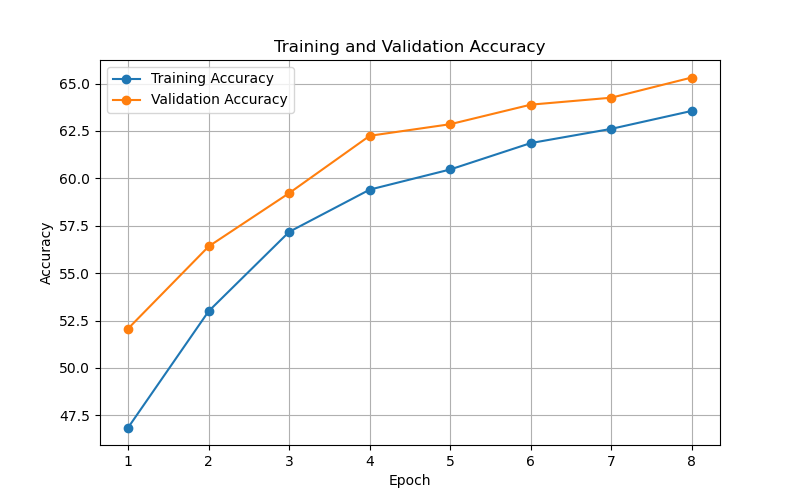 Training and Validation Accuracy
Training Accuracy
Validation Accuracy
65.0
62.5
60.0
57.5
55.0
52.5
50.0
47.5
Accuracy
1 2 3 4 5 6 7 8
Epoch